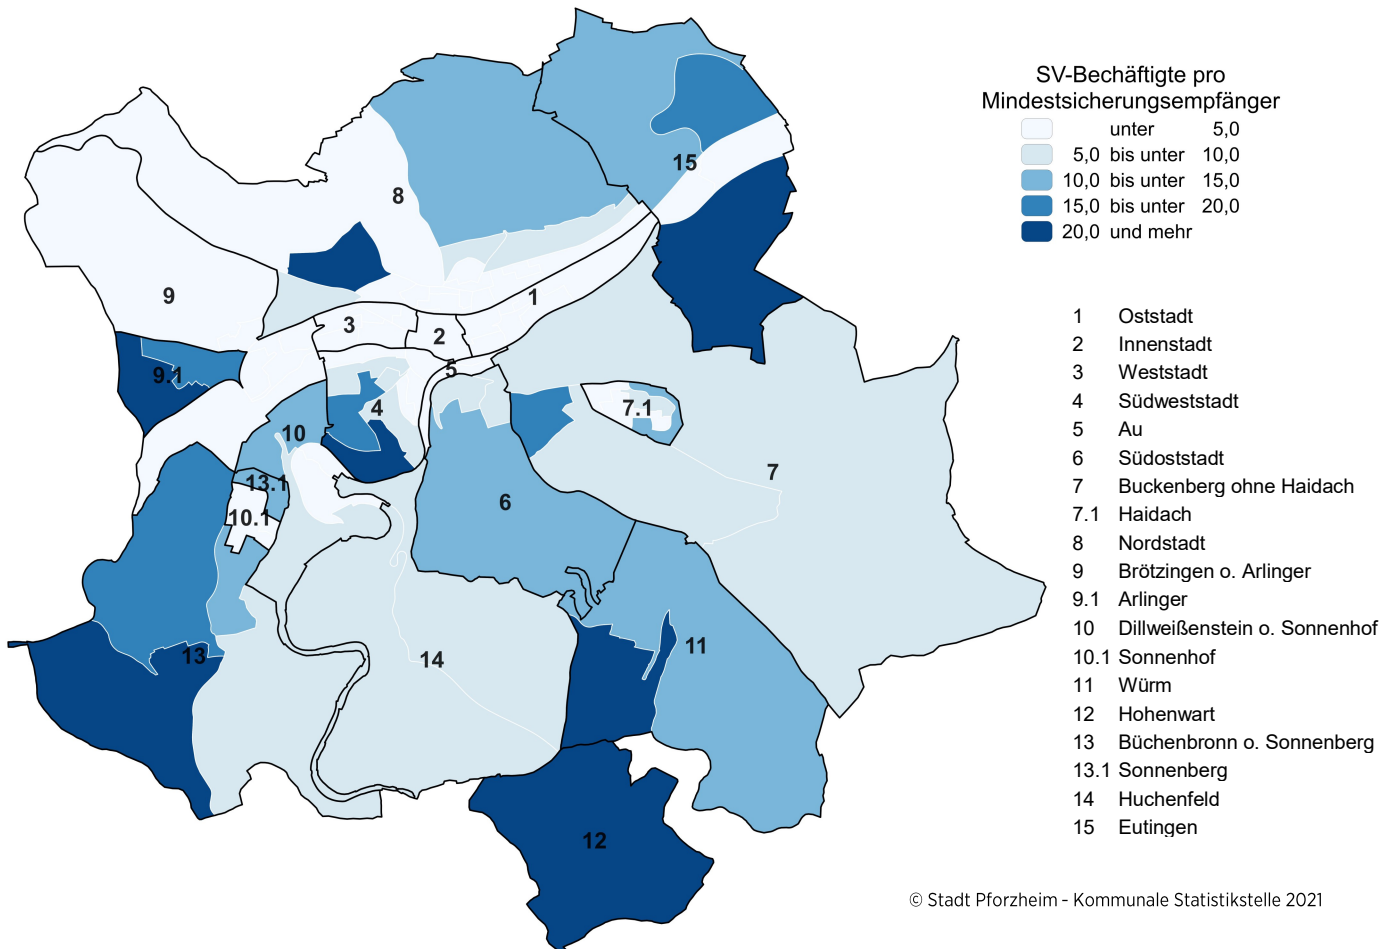 SV-Bechäftigte pro
Mindestsicherungsempfänger
unter 5,0
5,0 bis unter 10,0
10,0 bis unter 15,0
15,0 bis unter 20,0
20,0 und mehr
15
8
9
1
3
2
5
9.1
4
7.1
10
7
13.1
6
10.1
11
13
14
12
1 Oststadt
2 Innenstadt
3 Weststadt
4 Südweststadt
5 Au
6 Südoststadt
7 Buckenberg ohne Haidach
7.1 Haidach
8 Nordstadt
9 Brötzingen o. Arlinger
9.1 Arlinger
10 Dillweißenstein o. Sonnenhof
10.1 Sonnenhof
11 Würm
12 Hohenwart
13 Büchenbronn o. Sonnenberg
13.1 Sonnenberg
14 Huchenfeld
15 Eutingen
© Stadt Pforzheim - Kommunale Statistikstelle 2021